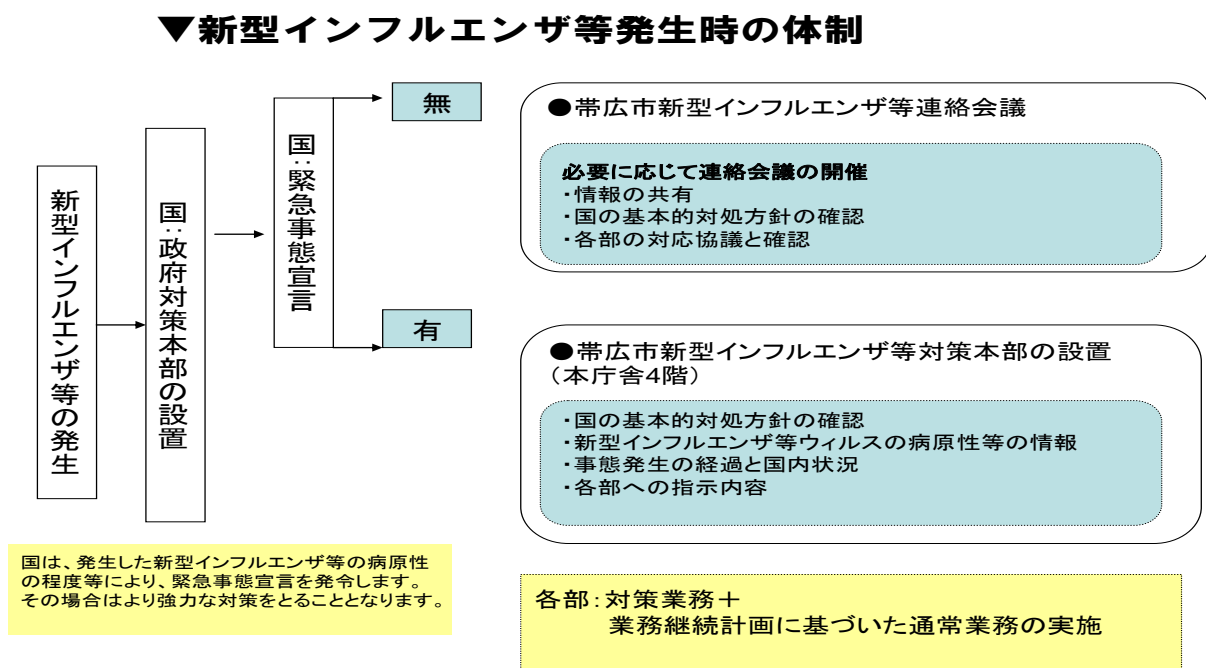 ▼新型インフルエンザ等発生時の体制
新型インフルエンザ等の発生
国:政府対策本部の設置
国:緊急事態宣言
無
有
●帯広市新型インフルエンザ等連絡会議
必要に応じて連絡会議の開催
・情報の共有
・国の基本的対処方針の確認
・各部の対応協議と確認
●帯広市新型インフルエンザ等対策本部の設置
(本庁舎4階)
・国の基本的対処方針の確認
・新型インフルエンザ等ウィルスの病原性等の情報
・事態発生の経過と国内状況
・各部への指示内容
国は、発生した新型インフルエンザ等の病原性
の程度等により、緊急事態宣言を発令します。
その場合はより強力な対策をとることとなります。
各部:対策業務+
業務継続計画に基づいた通常業務の実施